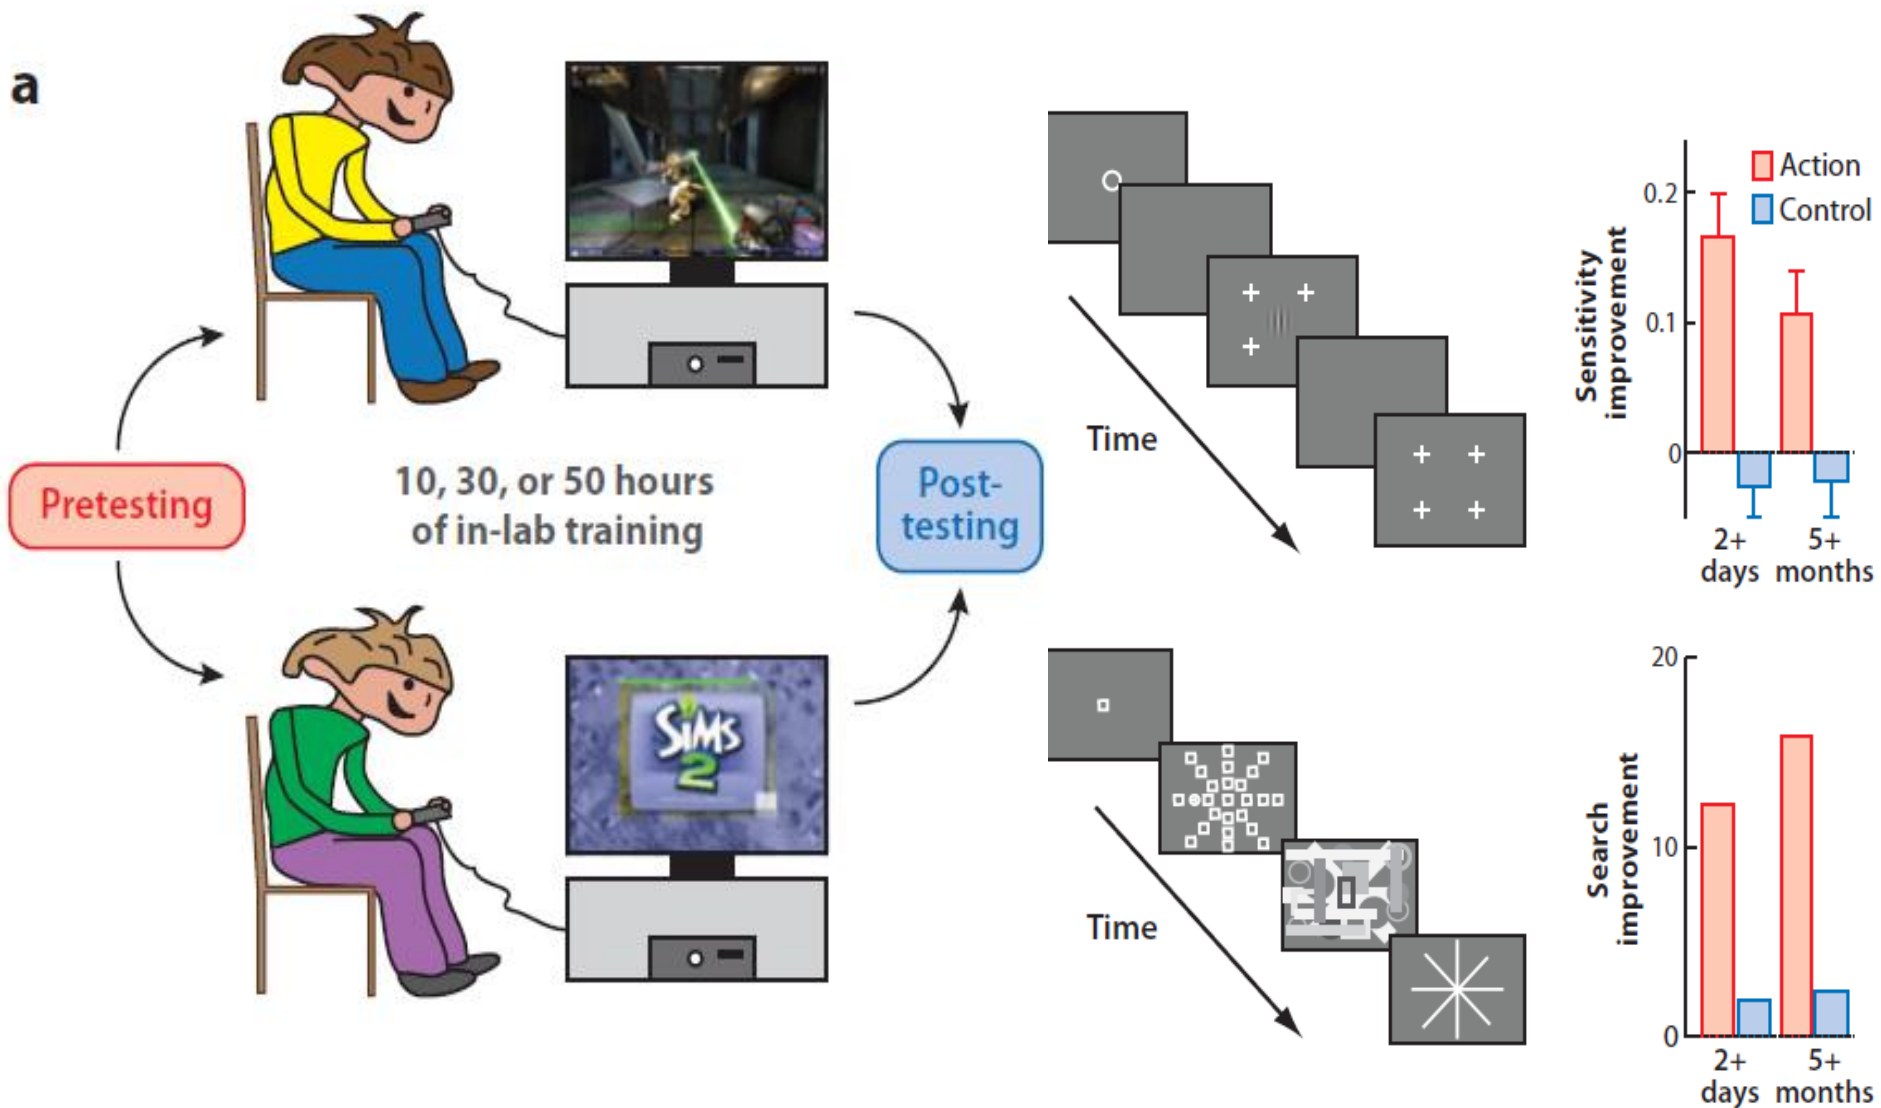 a
Pretesting
10, 30, or 50 hours
of in-lab training
SiMS
2
Post-
testing
Time
Sensitivity
improvement
0.2
0.1
0
Action
Control
2+
days
5+
months
Time
Search
improvement
20
10
0
2+
days
5+
months